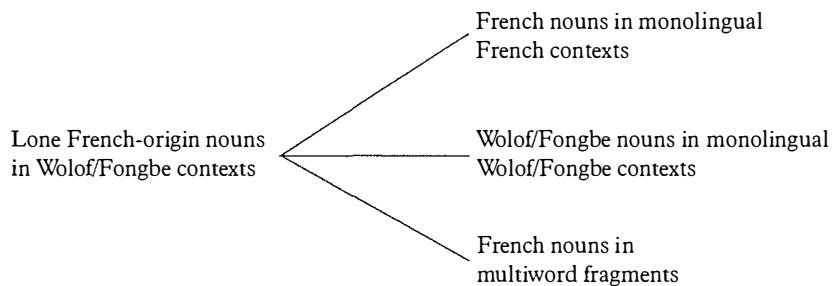 French nouns in monolingual
French contexts
Lone French-origin nouns
in Wolof/Fongbe contexts
Wolof/Fongbe nouns in monolingual
Wolof/Fongbe contexts
French nouns in
multiword fragments